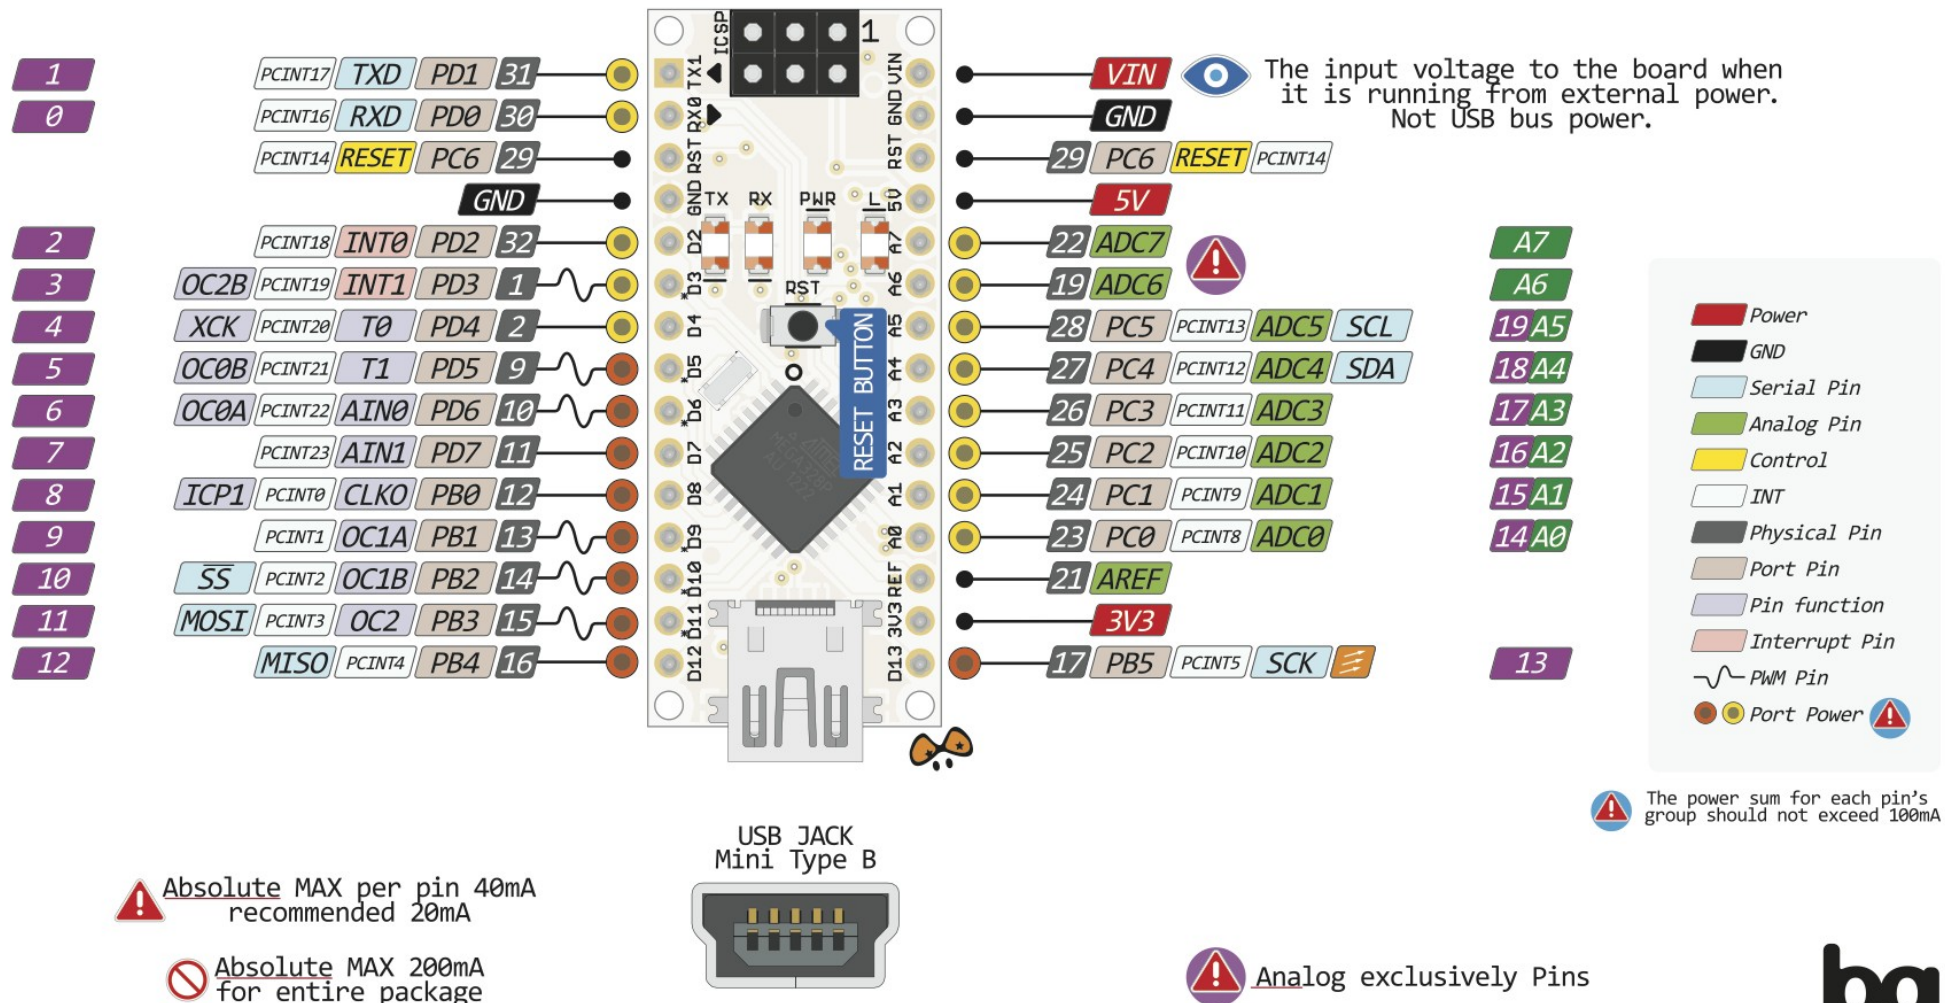 ICSP
1
1 PCINT17 TXD PD1 31 TX1 VIN VIN
The input voltage to the board when
it is running from external power.
Not USB bus power.
0 PCINT16 RXD PD0 30 RX0 GND GND
PCINT14 RESET PC6 29 RST RST 29 PC6 RESET PCINT14
GND GND 5V 5V
TX RX PWR L
2 PCINT18 INT0 PD2 32 D2 A7 22 ADC7 A7
3 OC2B PCINT19 INT1 PD3 1 *D3 A6 19 ADC6 A6
RST
RESET BUTTON
4 XCK PCINT20 T0 PD4 2 D4 A5 28 PC5 PCINT13 ADC5 SCL 19 A5
5 OC0B PCINT21 T1 PD5 9 *D5 A4 27 PC4 PCINT12 ADC4 SDA 18 A4
6 OC0A PCINT22 AIN0 PD6 10 *D6 A3 26 PC3 PCINT11 ADC3 17 A3
7 PCINT23 AIN1 PD7 11 D7 A2 25 PC2 PCINT10 ADC2 16 A2
8 ICP1 PCINT0 CLKO PB0 12 D8 A1 24 PC1 PCINT9 ADC1 15 A1
9 PCINT1 OC1A PB1 13 *D9 A0 23 PC0 PCINT8 ADC0 14 A0
10 SS PCINT2 OC1B PB2 14 *D10 REF 21 AREF
11 MOSI PCINT3 OC2 PB3 15 *D11 3V3 3V3
12 MISO PCINT4 PB4 16 D12 D13 17 PB5 PCINT5 SCK 13
Power
GND
Serial Pin
Analog Pin
Control
INT
Physical Pin
Port Pin
Pin function
Interrupt Pin
PWM Pin
Port Power
The power sum for each pin's
group should not exceed 100mA
USB JACK
Mini Type B
Absolute MAX per pin 40mA
recommended 20mA
Absolute MAX 200mA
for entire package
Analog exclusively Pins